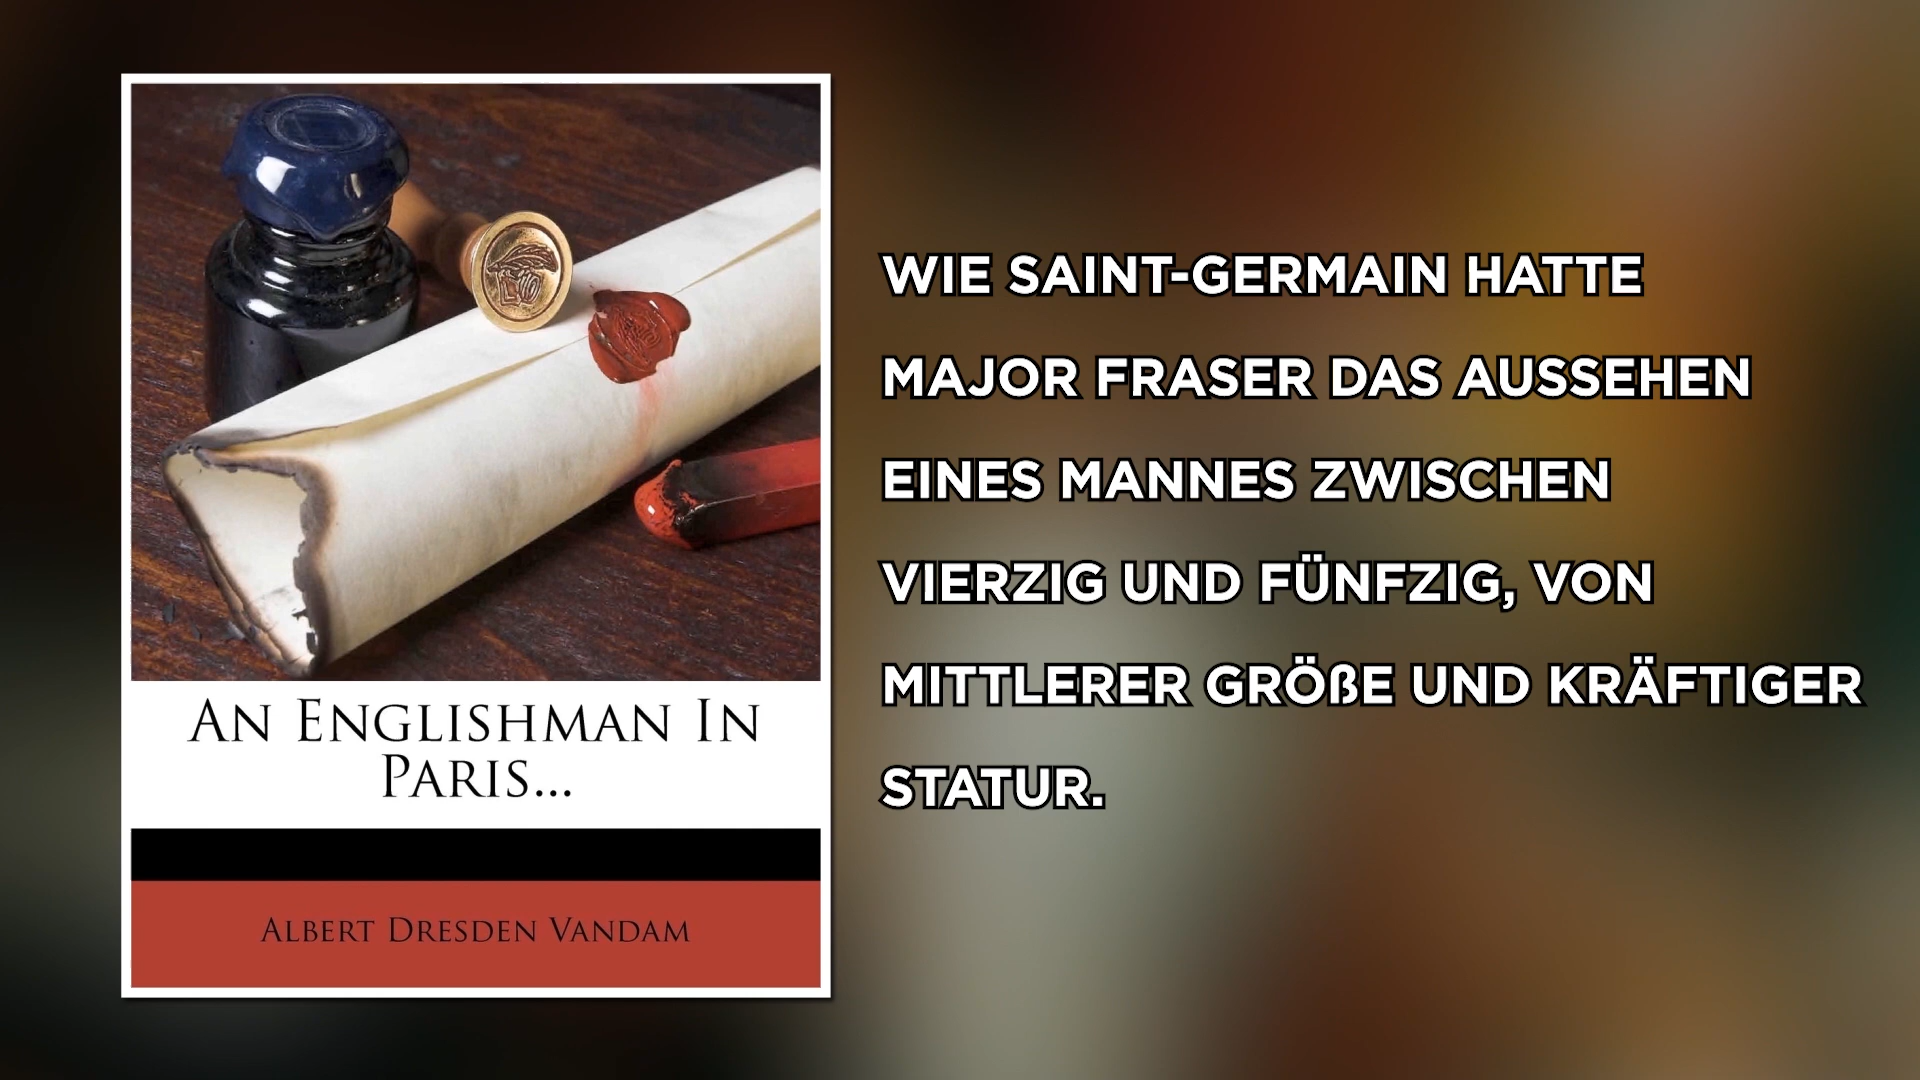 An Englishman In
Paris...
Albert Dresden Vandam
WIE SAINT-GERMAIN HATTE
MAJOR FRASER DAS AUSSEHEN
EINES MANNES ZWISCHEN
VIERZIG UND FÜNFZIG, VON
MITTLERER GRÖßE UND KRÄFTIGER
STATUR.